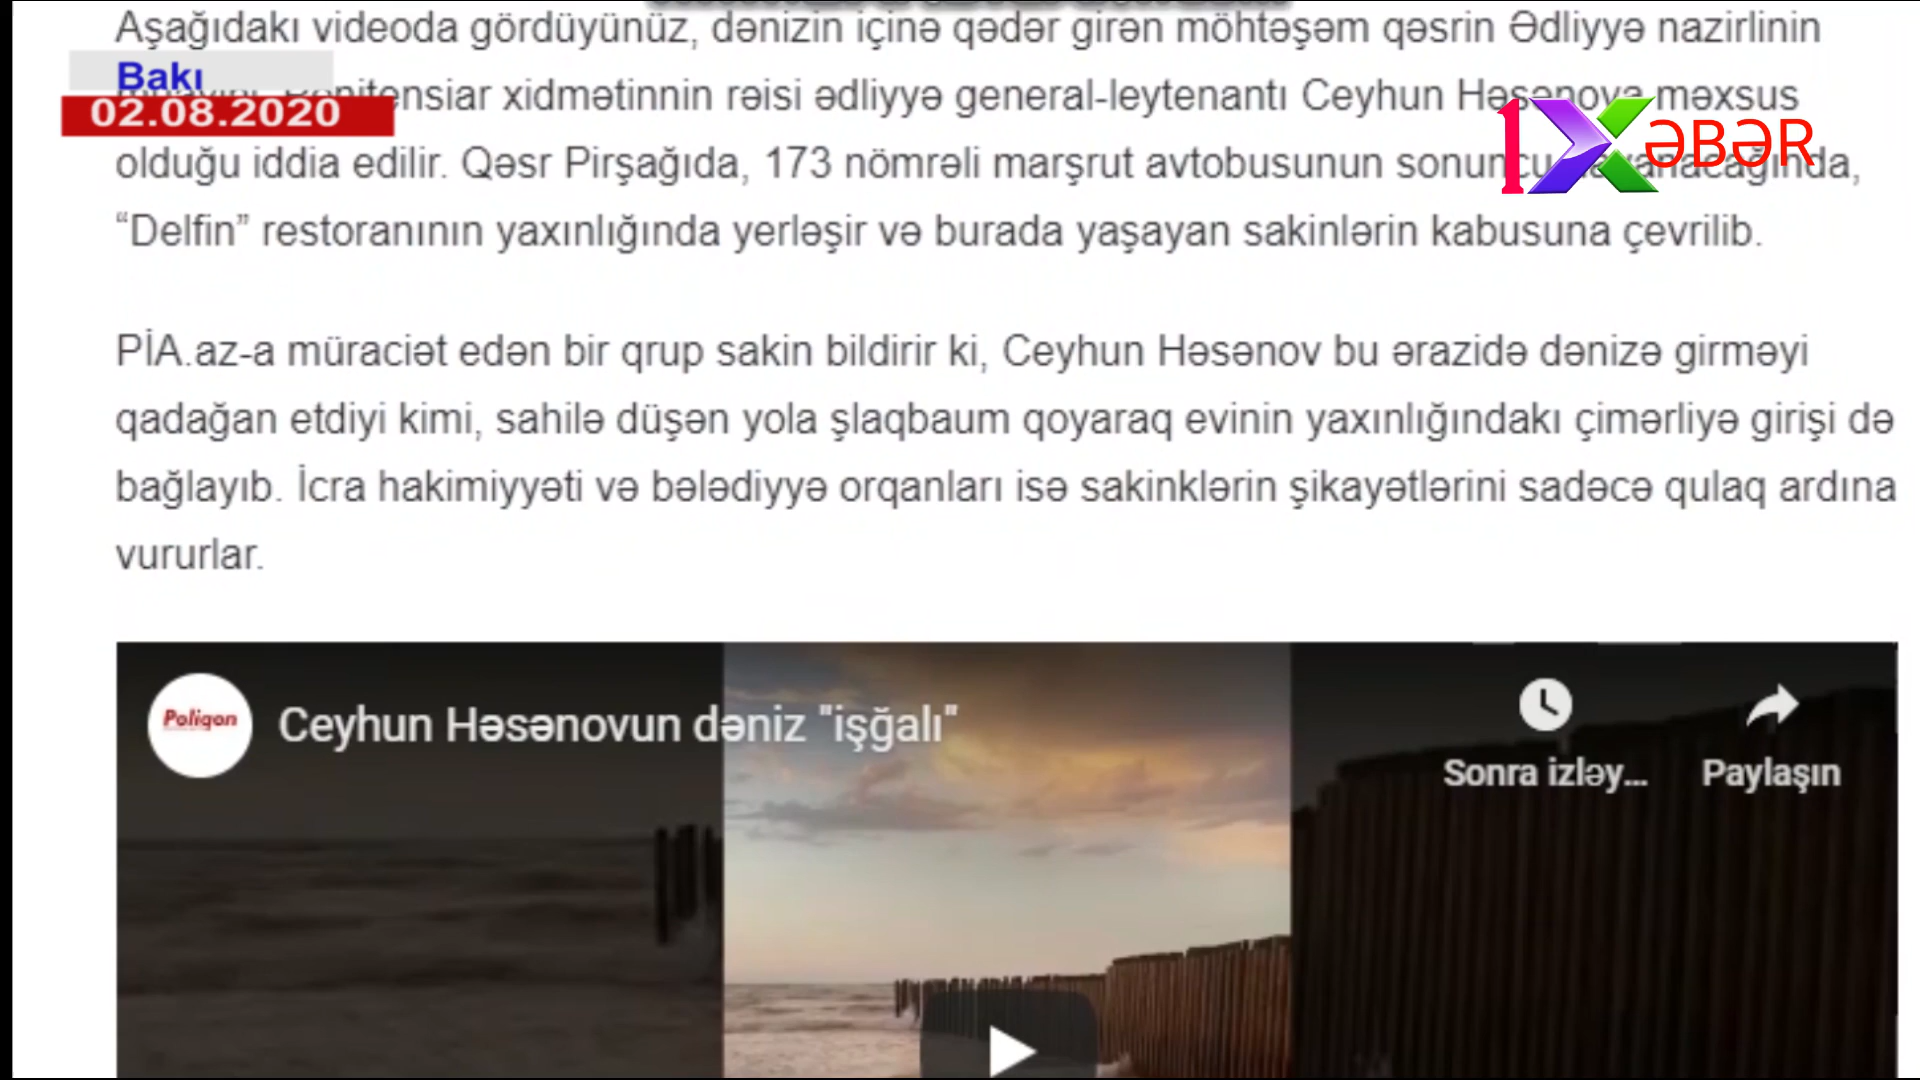 Aşağıdakı videoda gördüyünüz, dənizin içinə qədər girən möhtəşəm qəsrin Ədliyyə nazirlinin
Bakı
xidmətinnin rəisi ədliyyə general-leytenantı Ceyhun Həsənova məxsus
02.08.2020
1XƏBƏR
olduğu iddia edilir. Qəsr Pirşağıda, 173 nömrəli marşrut avtobusunun sonuncu
“Delfin” restoranının yaxınlığında yerləşir və burada yaşayan sakinlərin kabusuna çevrilib.
PİA.az-a müraciət edən bir qrup sakin bildirir ki, Ceyhun Həsənov bu ərazidə dənizə girməyi
qadağan etdiyi kimi, sahilə düşən yola şlaqbaum qoyaraq evinin yaxınlığındakı çimərliyə girişi də
bağlayıb. İcra hakimiyyəti və bələdiyyə orqanları isə sakinklərin şikayətlərini sadəcə qulaq ardına
vururlar.
Poliqon
Ceyhun Həsənovun dəniz "işğalı"
Sonra izləy...
Paylaşın